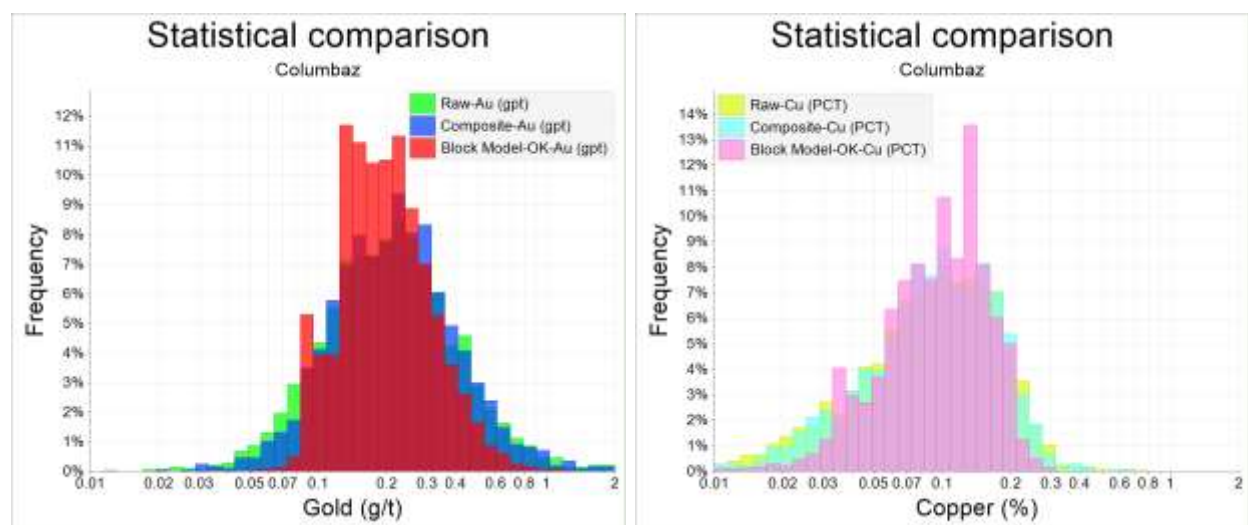 Statistical comparison
Columbaz
Raw-Au (gpt)
Composite-Au (gpt)
Block Model-OK-Au (gpt)
12%
11%
10%
9%
8%
7%
6%
5%
4%
3%
2%
1%
0%
Frequency
0.01 0.02 0.03 0.05 0.07 0.1 0.2 0.3 0.4 0.6 0.8 1 2
Gold (g/t)
Statistical comparison
Columbaz
Raw-Cu (PCT)
Composite-Cu (PCT)
Block Model-OK-Cu (PCT)
14%
13%
12%
11%
10%
9%
8%
7%
6%
5%
4%
3%
2%
1%
0%
Frequency
0.01 0.02 0.03 0.05 0.07 0.1 0.2 0.3 0.4 0.6 0.8 1 2
Copper (%)